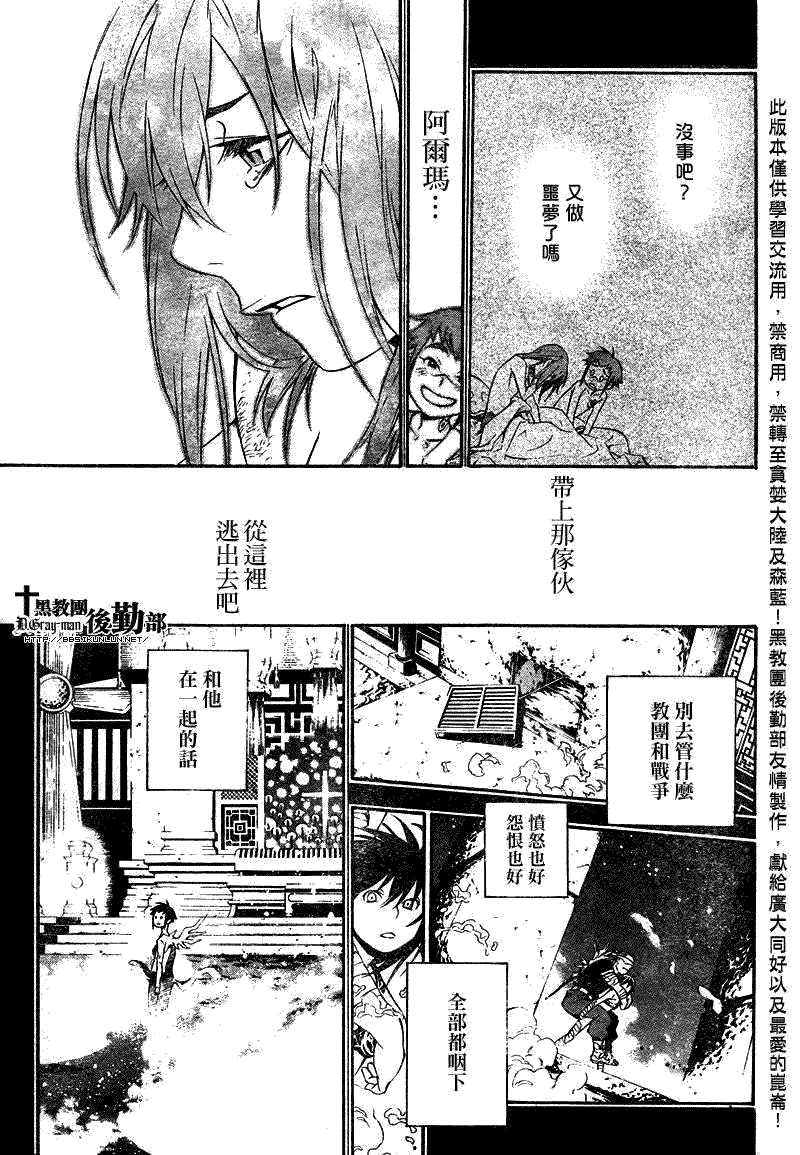 沒事吧？
又做
噩夢了嗎
阿爾瑪…
帶上那傢伙
從這裡
逃出去吧
別去管什麼
教團和戰爭
憤怒也好
怨恨也好
全部都咽下
和他
在一起的話
黑教團
D.Gray-man 後勤部
HTTP://BBSIKUNLUN.NET/
此版本僅供學習交流用，禁商用，禁轉至貪婪大陸及森藍！黑教團後勤部友情製作，獻給廣大同好以及最愛的崑崙！